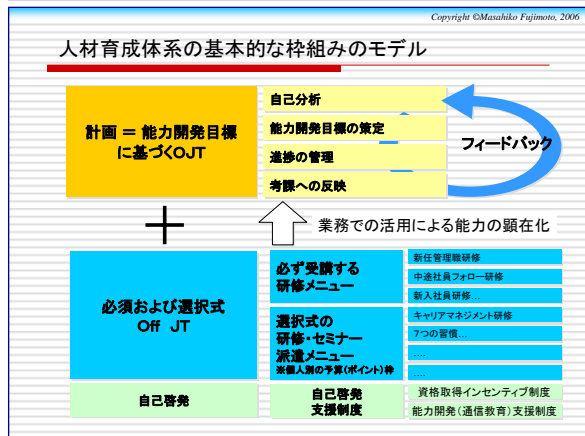 Copyright ©Masahiko Fujimoto, 2006
人材育成体系の基本的な枠組みのモデル
計画 = 能力開発目標
に基づくOJT
自己分析
能力開発目標の策定
進捗の管理
考課への反映
フィードバック
+
業務での活用による能力の顕在化
必須および選択式
Off JT
必ず受講する
研修メニュー
新任管理職研修
中途社員フォロー研修
新入社員研修…
選択式の
研修・セミナー
派遣メニュー
※個人別の予算(ポイント)枠
キャリアマネジメント研修
7つの習慣…
‥‥
‥‥
自己啓発
自己啓発
支援制度
資格取得インセンティブ制度
能力開発(通信教育)支援制度